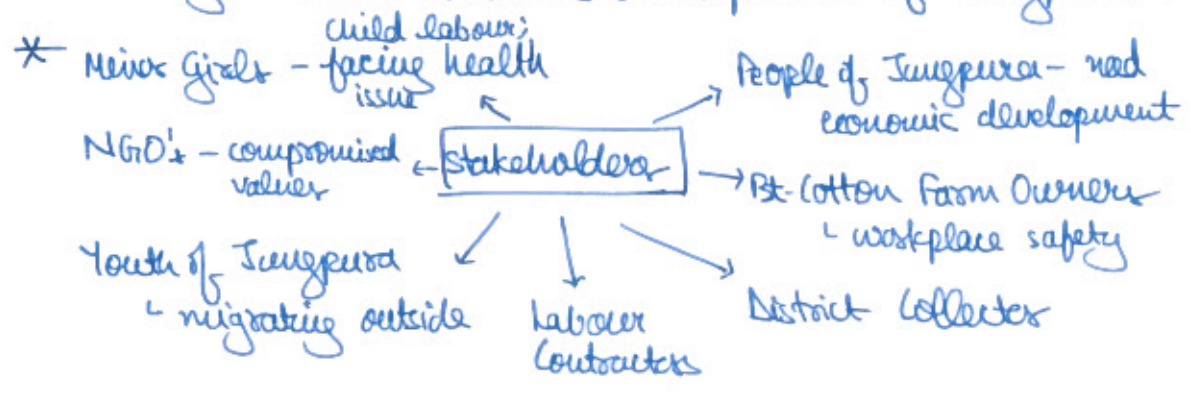 child labour;
* Minor Girls – facing health
issue
People of Jungpura – need
economic development
NGO's – compromised
values
Stakeholders
Bt-Cotton Farm Owners
workplace safety
Youth of Jungpura
migrating outside
Labour
Contractors
District Collector